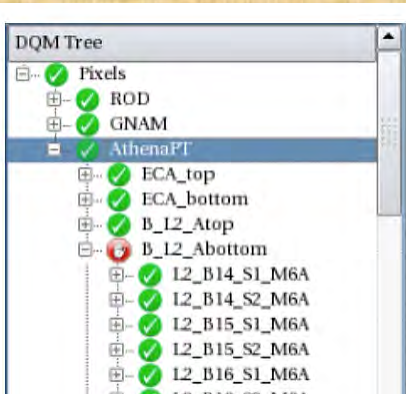 DQM Tree
Pixels
ROD
GNAM
AthenaPT
ECA_top
ECA_bottom
B_L2_Atop
B_L2_Abottom
L2_B14_S1_M6A
L2_B14_S2_M6A
L2_B15_S1_M6A
L2_B15_S2_M6A
L2_B16_S1_M6A